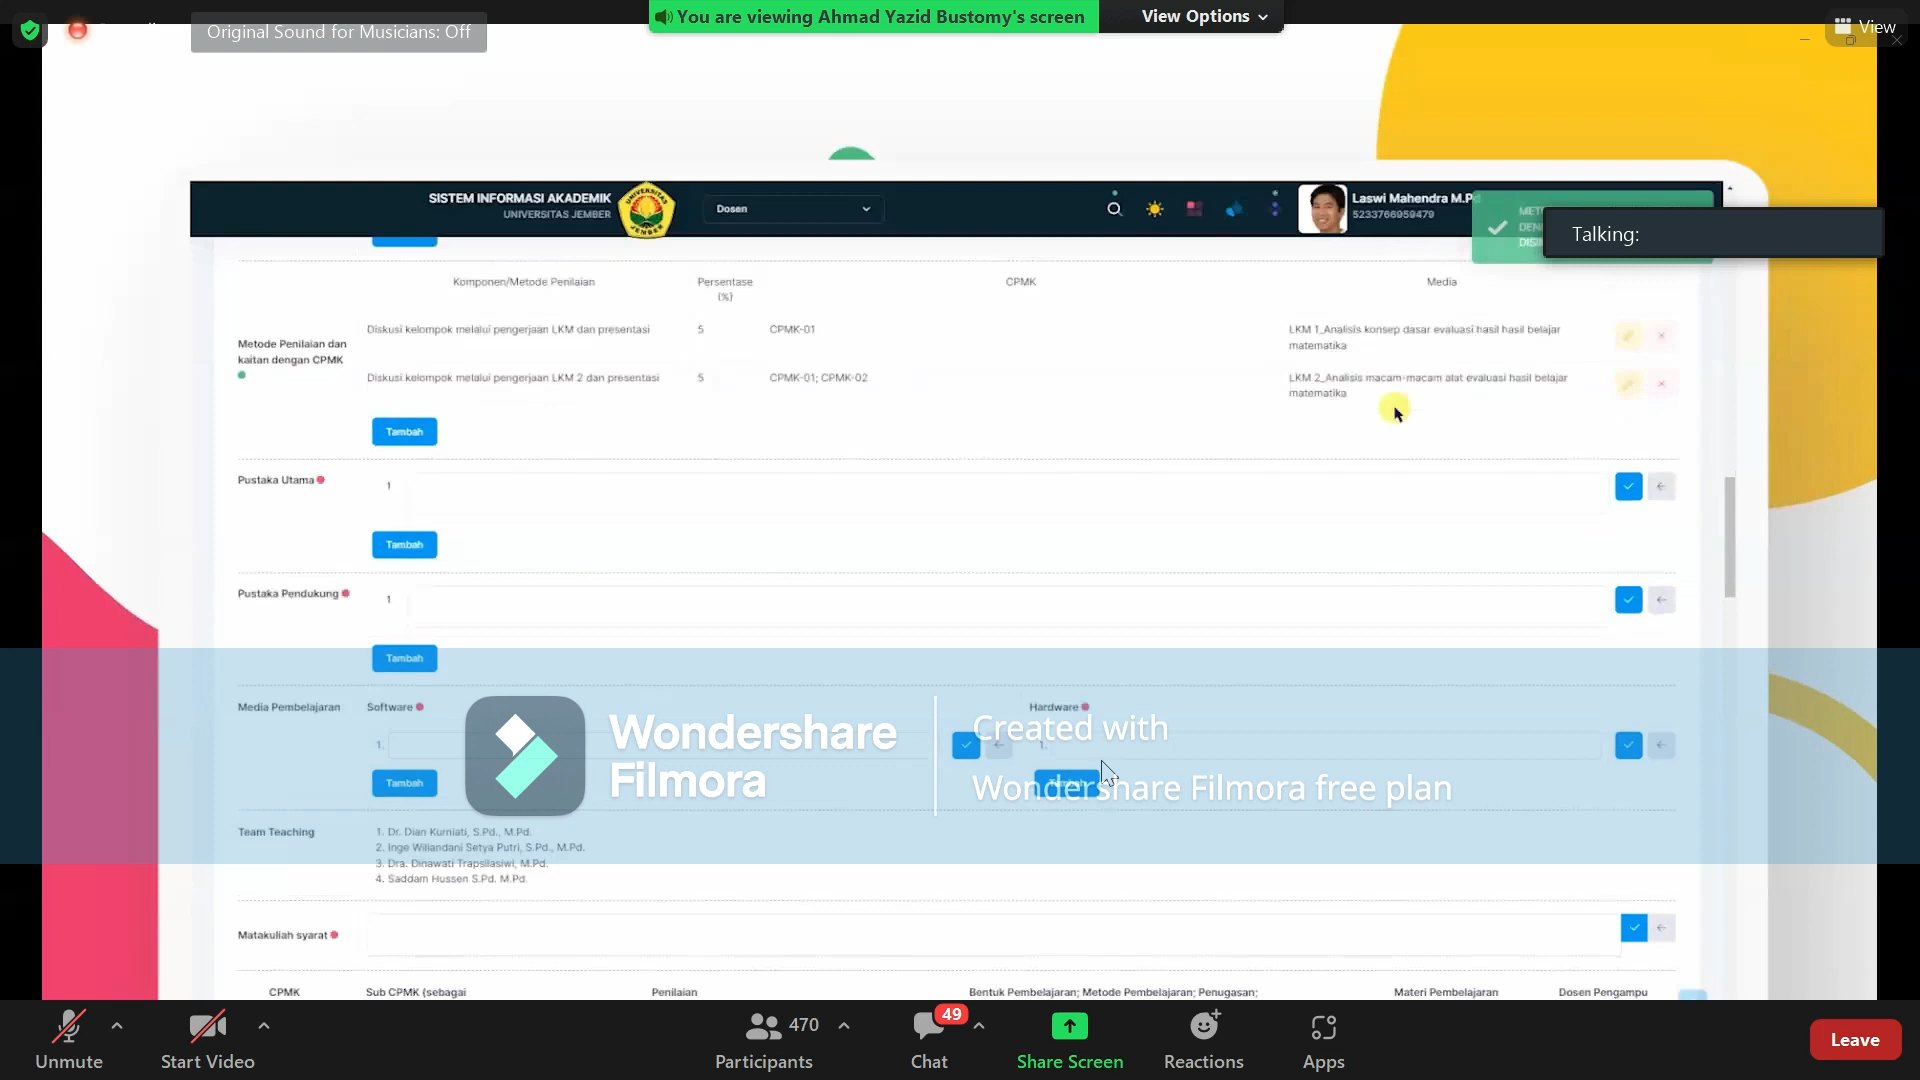 Original Sound for Musicians: Off
You are viewing Ahmad Yazid Bustomy's screen
View Options
View
SISTEM INFORMASI AKADEMIK
UNIVERSITAS JEMBER
UNIVERSITAS
JEMBER
Dosen
Laswi Mahendra M.Pd
5233766959479
Talking:
Komponen/Metode Penilaian
Persentase
(%)
CPMK
Media
Metode Penilaian dan
kaitan dengan CPMK
Diskusi kelompok melalui pengerjaan LKM dan presentasi
5
CPMK-01
LKM 1_Analisis konsep dasar evaluasi hasil hasil belajar
matematika
Diskusi kelompok melalui pengerjaan LKM 2 dan presentasi
5
CPMK-01; CPMK-02
LKM 2_Analisis macam-macam alat evaluasi hasil belajar
matematika
Tambah
Pustaka Utama
1
Tambah
Pustaka Pendukung
1
Tambah
Media Pembelajaran
Software
Hardware
1.
1.
Tambah
Wondershare
Filmora
Created with
Wondershare Filmora free plan
Team Teaching
1. Dr. Dian Kurniati, S.Pd., M.Pd.
2. Inge Wiliandani Setya Putri, S.Pd., M.Pd.
3. Dra. Dinawati Trapsilasiwi, M.Pd.
4. Saddam Hussen S.Pd. M.Pd.
Matakuliah syarat
CPMK
Sub CPMK (sebagai
Penilaian
Bentuk Pembelajaran; Metode Pembelajaran; Penugasan;
Materi Pembelajaran
Dosen Pengampu
Unmute
Start Video
470
Participants
49
Chat
Share Screen
Reactions
Apps
Leave